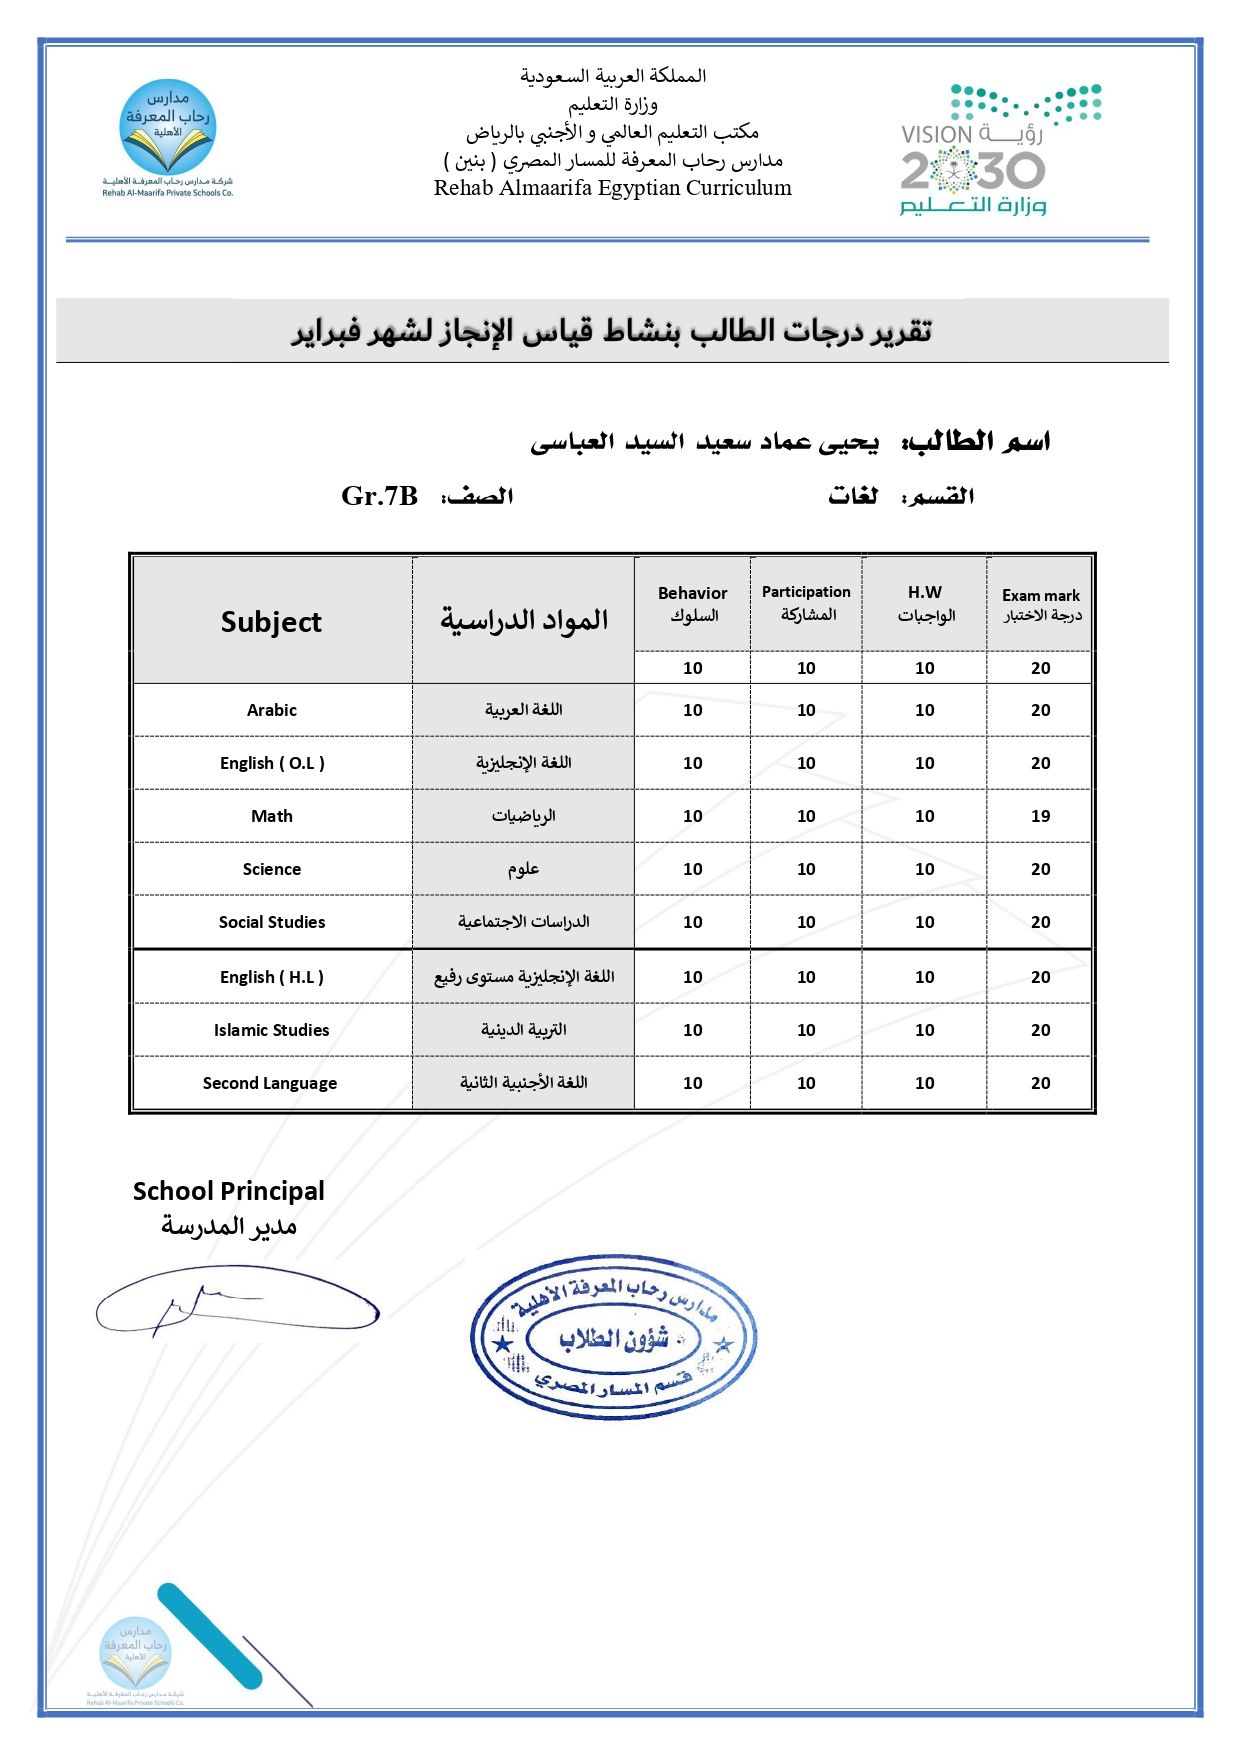 مدارس
رحاب المعرفة
الأهلية
شركة مدارس رحاب المعرفة الأهلية
Rehab Al-Maarifa Private Schools Co.
المملكة العربية السعودية
وزارة التعليم
مكتب التعليم العالمي و الأجنبي بالرياض
مدارس رحاب المعرفة للمسار المصري ( بنين )
Rehab Almaarifa Egyptian Curriculum
VISION رؤيـــة
2030
وزارة التعليم
تقرير درجات الطالب بنشاط قياس الإنجاز لشهر فبراير
اسم الطالب: يحيى عماد سعيد السيد العباسى
القسم: لغات الصف: Gr.7B
Subject المواد الدراسية Behavior السلوك Participation المشاركة H.W الواجبات Exam mark درجة الاختبار
10 10 10 20
Arabic اللغة العربية 10 10 10 20
English ( O.L ) اللغة الإنجليزية 10 10 10 20
Math الرياضيات 10 10 10 19
Science علوم 10 10 10 20
Social Studies الدراسات الاجتماعية 10 10 10 20
English ( H.L ) اللغة الإنجليزية مستوى رفيع 10 10 10 20
Islamic Studies التربية الدينية 10 10 10 20
Second Language اللغة الأجنبية الثانية 10 10 10 20
School Principal
مدير المدرسة
مدارس رحاب المعرفة الأهلية
شؤون الطلاب
قسم المسار المصري
مدارس
رحاب المعرفة
الأهلية
شركة مدارس رحاب المعرفة الأهلية
Rehab Al-Maarifa Private Schools Co.